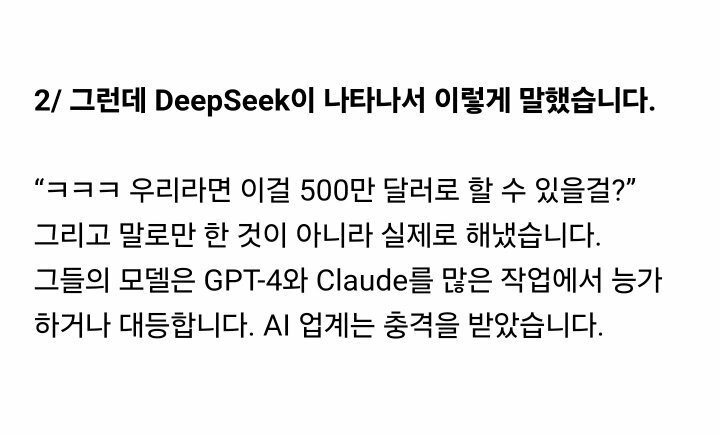 2/ 그런데 DeepSeek이 나타나서 이렇게 말했습니다.
“ㅋㅋㅋ 우리라면 이걸 500만 달러로 할 수 있을걸?”
그리고 말로만 한 것이 아니라 실제로 해냈습니다.
그들의 모델은 GPT-4와 Claude를 많은 작업에서 능가
하거나 대등합니다. AI 업계는 충격을 받았습니다.